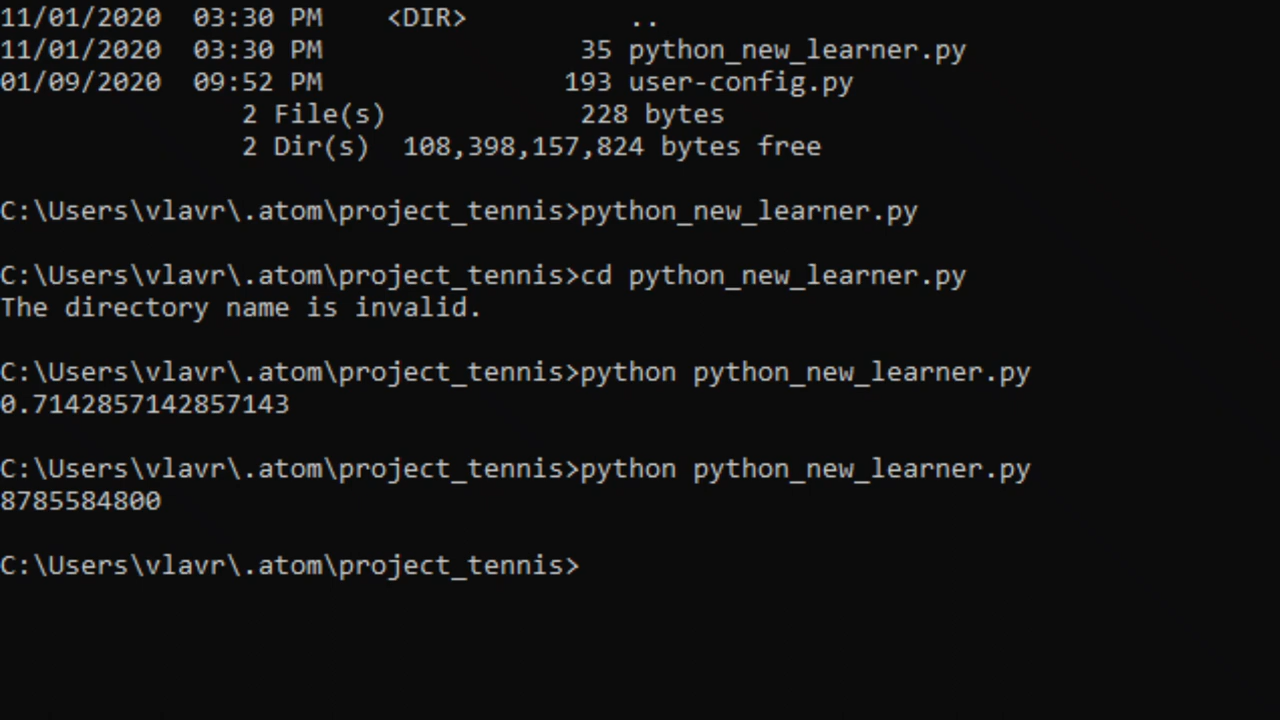 11/01/2020  03:30 PM    <DIR>          ..
11/01/2020  03:30 PM                35 python_new_learner.py
01/09/2020  09:52 PM               193 user-config.py
               2 File(s)            228 bytes
               2 Dir(s)  108,398,157,824 bytes free
C:\Users\vlavr\.atom\project_tennis>python_new_learner.py
C:\Users\vlavr\.atom\project_tennis>cd python_new_learner.py
The directory name is invalid.
C:\Users\vlavr\.atom\project_tennis>python python_new_learner.py
0.7142857142857143
C:\Users\vlavr\.atom\project_tennis>python python_new_learner.py
8785584800
C:\Users\vlavr\.atom\project_tennis>